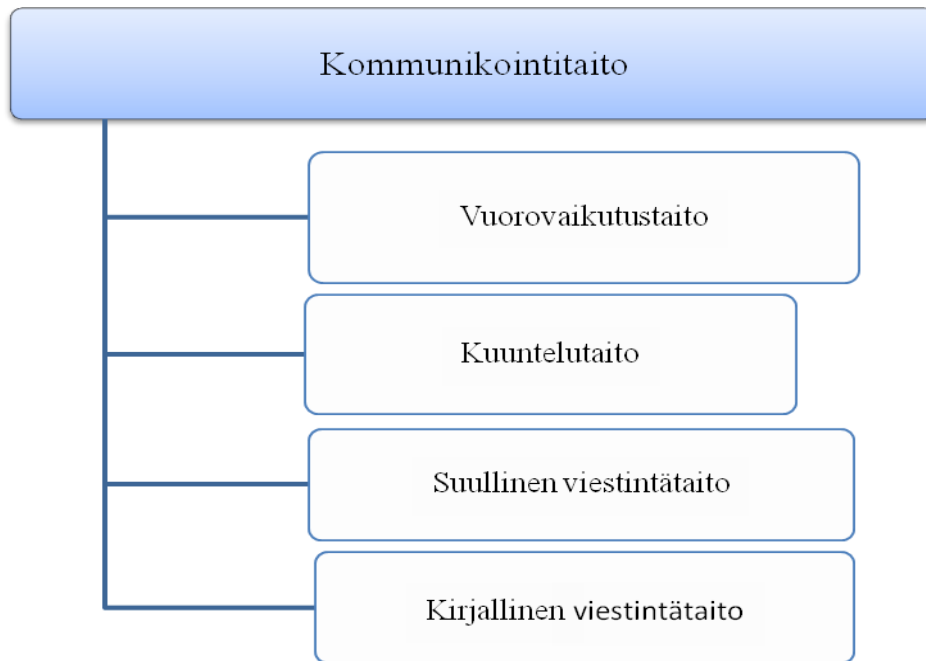 Kommunikointitaito
Vuorovaikutustaito
Kuuntelutaito
Suullinen viestintätaito
Kirjallinen viestintätaito